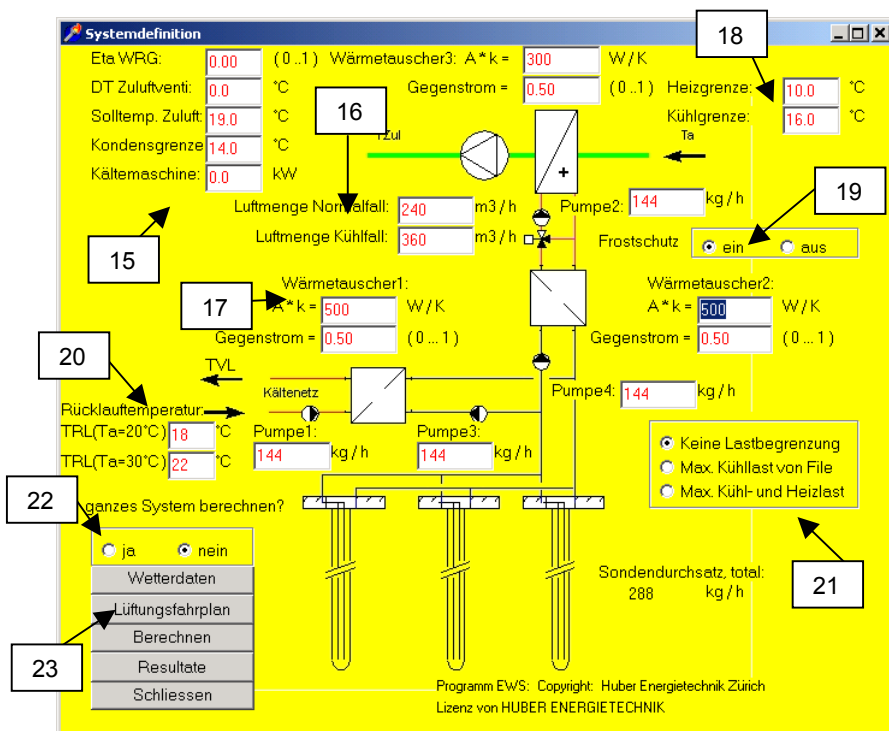 Systemdefinition
Eta WRG: 0.00 (0..1) Wärmetauscher3: A*k = 300 W/K
18
DT Zuluftventi: 0.0 °C Gegenstrom = 0.50 (0..1) Heizgrenze: 10.0 °C
Solltemp. Zuluft: 19.0 °C 16 Kühlgrenze: 16.0 °C
Kondensgrenze 14.0 °C TZul Ta
Kältemaschine: 0.0 kW +
Luftmenge Normalfall: 240 m3/h Pumpe2: 144 kg/h
19
15 Luftmenge Kühlfall: 360 m3/h Frostschutz ein aus
Wärmetauscher1: Wärmetauscher2:
17 A*k = 500 W/K A*k = 500 W/K
Gegenstrom = 0.50 (0...1) Gegenstrom = 0.50 (0...1)
20
TVL
Kältenetz Pumpe4: 144 kg/h
Rücklauftemperatur:
TRL(Ta=20°C) 18 °C Pumpe1: Pumpe3:
TRL(Ta=30°C) 22 °C 144 kg/h 144 kg/h
Keine Lastbegrenzung
Max. Kühllast von File
Max. Kühl- und Heizlast
22
ganzes System berechnen?
ja nein
21
Wetterdaten
Sondendurchsatz, total:
288 kg/h
Lüftungsfahrplan
Berechnen
23
Resultate
Schliessen
Programm EWS: Copyright: Huber Energietechnik Zürich
Lizenz von HUBER ENERGIETECHNIK